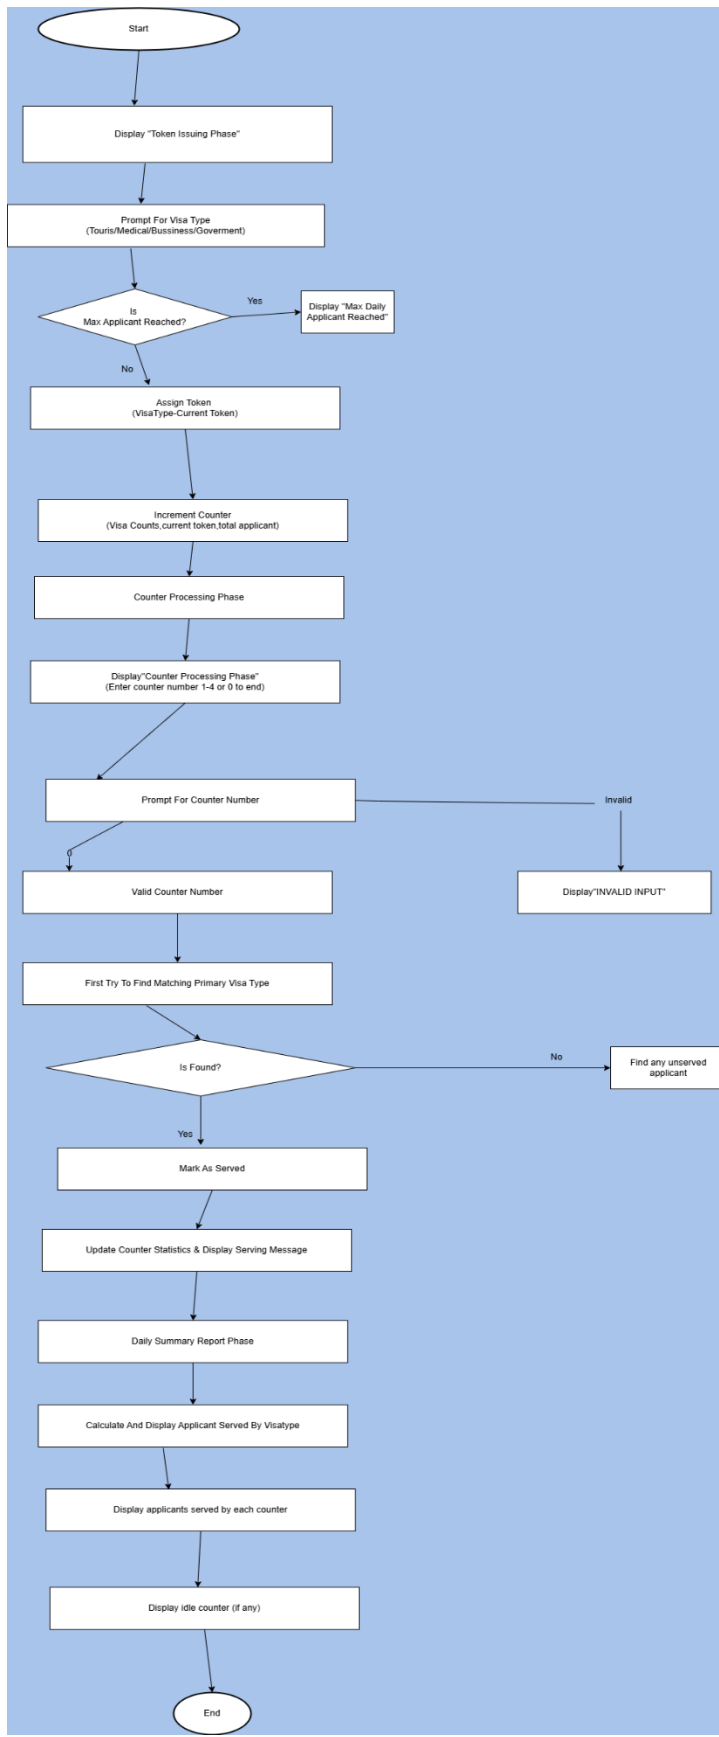 Start
Display "Token Issuing Phase"
Prompt For Visa Type
(Touris/Medical/Bussiness/Goverment)
Is
Max Applicant Reached?
Yes
Display "Max Daily
Applicant Reached"
No
Assign Token
(VisaType-Current Token)
Increment Counter
(Visa Counts,current token,total applicant)
Counter Processing Phase
Display"Counter Processing Phase"
(Enter counter number 1-4 or 0 to end)
Prompt For Counter Number
Invalid
0
Valid Counter Number
Display"INVALID INPUT"
First Try To Find Matching Primary Visa Type
Is Found?
No
Find any unserved
applicant
Yes
Mark As Served
Update Counter Statistics & Display Serving Message
Daily Summary Report Phase
Calculate And Display Applicant Served By Visatype
Display applicants served by each counter
Display idle counter (if any)
End